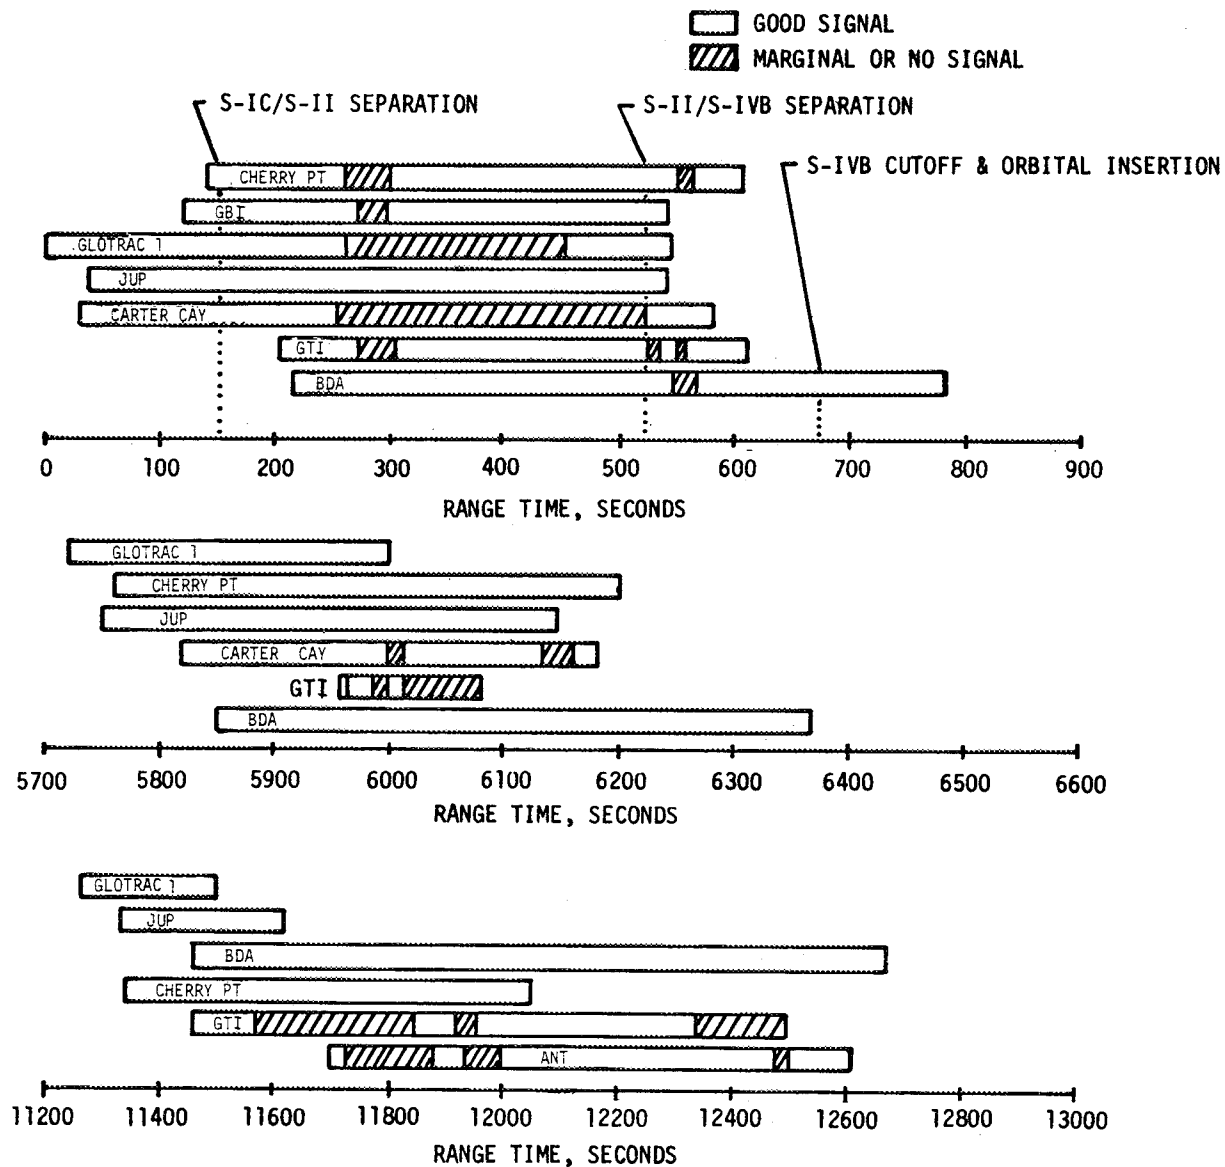 GOOD SIGNAL
MARGINAL OR NO SIGNAL
S-IC/S-II SEPARATION
S-II/S-IVB SEPARATION
S-IVB CUTOFF & ORBITAL INSERTION
CHERRY PT
GBI
GLOTRAC 1
JUP
CARTER CAY
GTI
BDA
0 100 200 300 400 500 600 700 800 900
RANGE TIME, SECONDS
GLOTRAC 1
CHERRY PT
JUP
CARTER CAY
GTI
BDA
5700 5800 5900 6000 6100 6200 6300 6400 6500 6600
RANGE TIME, SECONDS
GLOTRAC 1
JUP
BDA
CHERRY PT
GTI
ANT
11200 11400 11600 11800 12000 12200 12400 12600 12800 13000
RANGE TIME, SECONDS